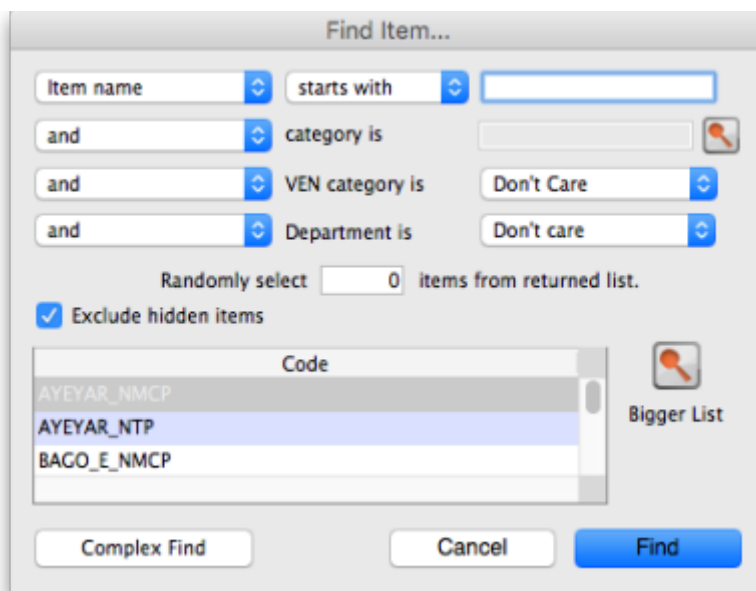 Find Item...
Item name starts with
and category is
and VEN category is Don't Care
and Department is Don't care
Randomly select 0 items from returned list.
Exclude hidden items
Code
AYEYAR_NMCP
AYEYAR_NTP
BAGO_E_NMCP
Bigger List
Complex Find Cancel Find